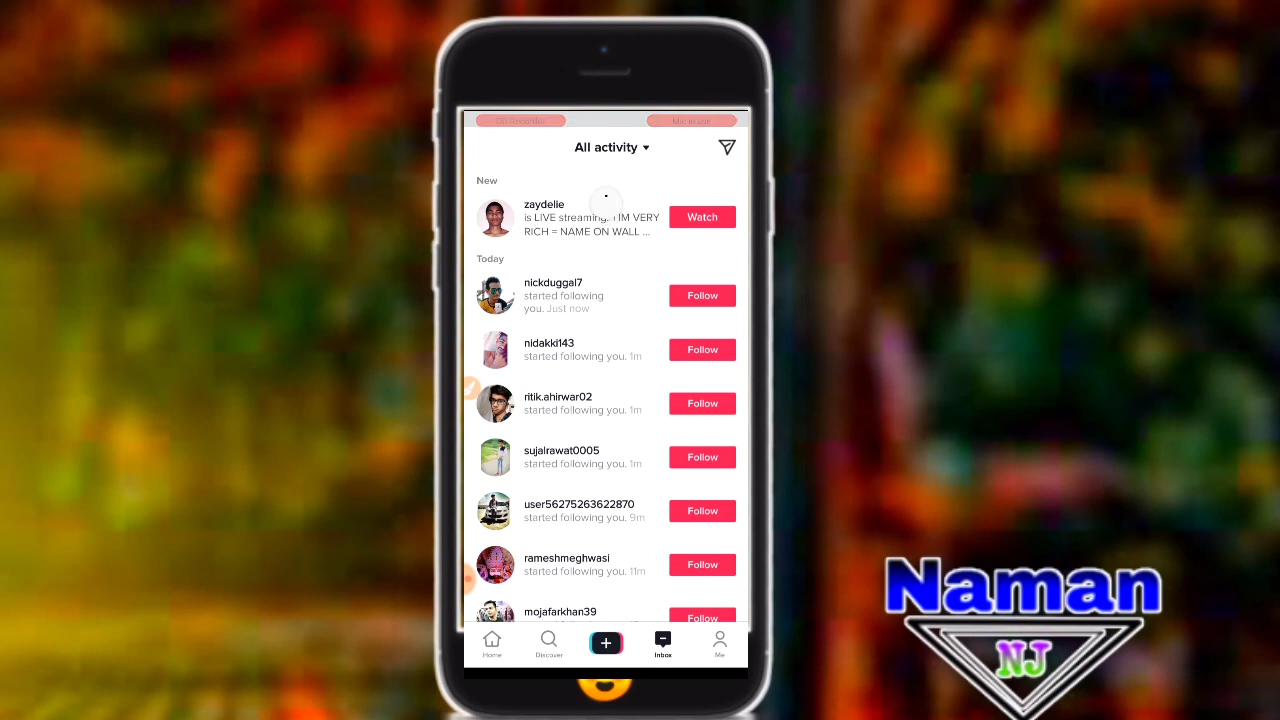 DU Recorder
All activity
New
zaydelie
is LIVE streaming: I'M VERY
RICH = NAME ON WALL ...
Watch
Today
nickduggal7
started following
you. Just now
Follow
nidakki143
started following you. 1m
Follow
ritik.ahirwar02
started following you. 1m
Follow
sujalrawat0005
started following you. 1m
Follow
user56275263622870
started following you. 9m
Follow
rameshmeghwasi
started following you. 11m
Follow
mojafarkhan39
Follow
Home
Discover
Inbox
Me
Naman
NJ